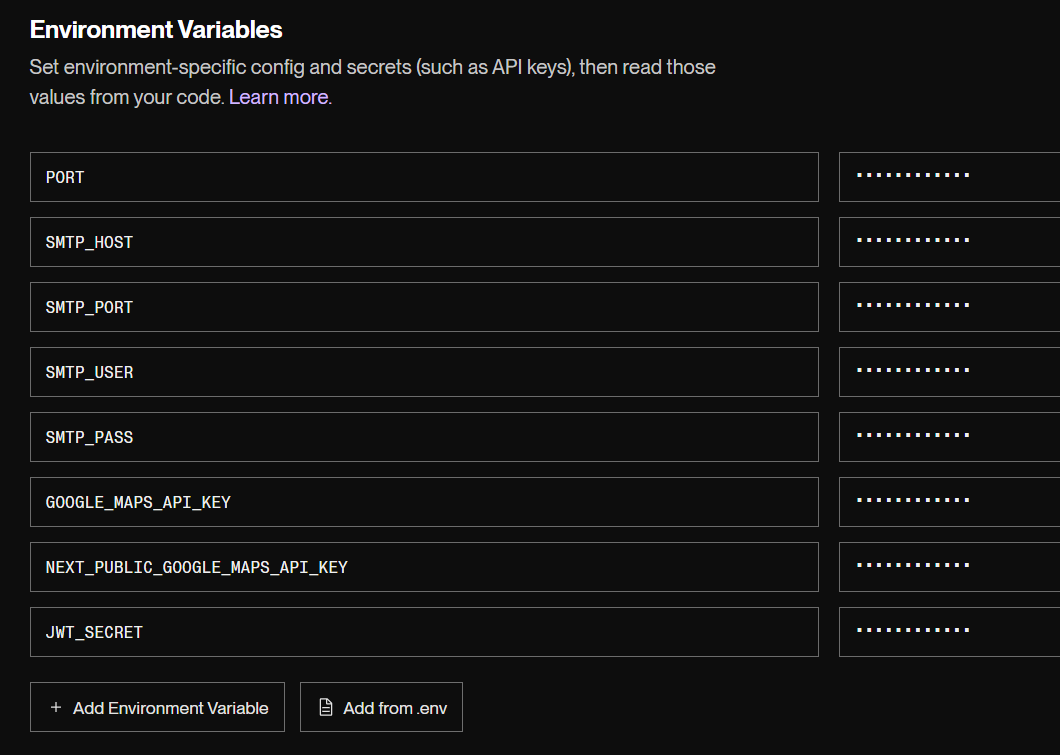 Environment Variables
Set environment-specific config and secrets (such as API keys), then read those
values from your code. Learn more.
PORT
············
SMTP_HOST
············
SMTP_PORT
············
SMTP_USER
············
SMTP_PASS
············
GOOGLE_MAPS_API_KEY
············
NEXT_PUBLIC_GOOGLE_MAPS_API_KEY
············
JWT_SECRET
············
+ Add Environment Variable
Add from .env